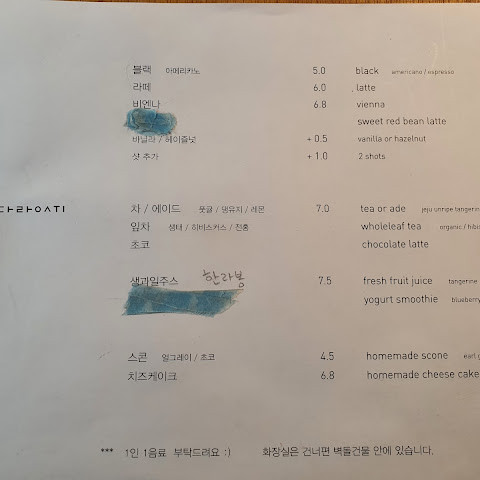 블랙 아메리카노 5.0 black americano / espresso
라떼 6.0 latte
비엔나 6.8 vienna
sweet red bean latte
바닐라 / 헤이즐넛 + 0.5 vanilla or hazelnut
샷 추가 + 1.0 2 shots
차 / 에이드 풋귤 / 댕유지 / 레몬 7.0 tea or ade jeju unripe tangerine
잎차 생태 / 히비스커스 / 전홍 wholeleaf tea organic / hibi
초코 chocolate latte
생과일주스 한라봉 7.5 fresh fruit juice tangerine
yogurt smoothie blueberry
스콘 얼그레이 / 초코 4.5 homemade scone earl
치즈케이크 6.8 homemade cheese cake
*** 1인 1음료 부탁드려요 :) 화장실은 건너편 벽돌건물 안에 있습니다.